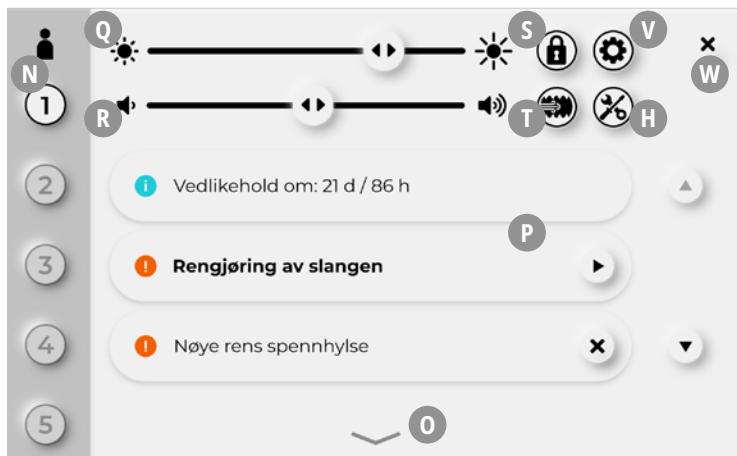 Q
S
V
N
W
1
R
T
H
2
Vedlikehold om: 21 d / 86 h
P
3
Rengjøring av slangen
4
Nøye rens spennhylse
5
O